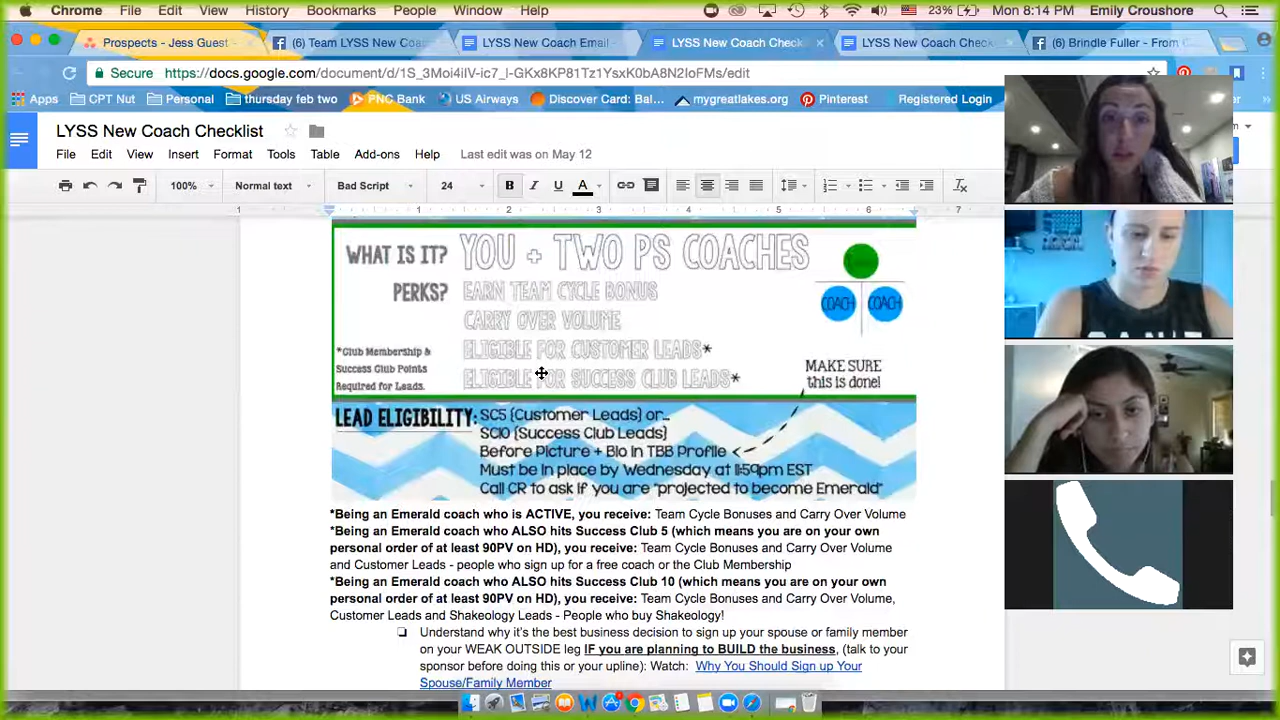 Chrome File Edit View History Bookmarks People Window Help 23% Mon 8:14 PM Emily Croushore
Prospects - Jess Guest - (6) Team LYSS New Coa LYSS New Coach Email - LYSS New Coach Check LYSS New Coach Check (6) Brindle Fuller - From C
Secure https://docs.google.com/document/d/1S_3Moi4ilV-ic7_l-GKx8KP81Tz1YsxK0bA8N2IoFMs/edit
Apps CPT Nut Personal thursday feb two PNC Bank US Airways Discover Card: Bal... mygreatlakes.org Pinterest Registered Login
LYSS New Coach Checklist
File Edit View Insert Format Tools Table Add-ons Help Last edit was on May 12
100% Normal text Bad Script 24 B I U A
1 1 2 3 4 5 6 7
WHAT IS IT? YOU + TWO PS COACHES
PERKS? EARN TEAM CYCLE BONUS
CARRY OVER VOLUME
COACH COACH
ELIGIBLE FOR CUSTOMER LEADS*
ELIGIBLE FOR SUCCESS CLUB LEADS*
*Club Membership &
Success Club Points
Required for Leads.
MAKE SURE
this is done!
LEAD ELIGIBILITY: SC5 {Customer Leads} or...
SC10 {Success Club Leads}
Before Picture + Bio in TBB Profile
Must be in place by Wednesday at 11:59pm EST
Call CR to ask if you are "projected to become Emerald"
*Being an Emerald coach who is ACTIVE, you receive: Team Cycle Bonuses and Carry Over Volume
*Being an Emerald coach who ALSO hits Success Club 5 (which means you are on your own
personal order of at least 90PV on HD), you receive: Team Cycle Bonuses and Carry Over Volume
and Customer Leads - people who sign up for a free coach or the Club Membership
*Being an Emerald coach who ALSO hits Success Club 10 (which means you are on your own
personal order of at least 90PV on HD), you receive: Team Cycle Bonuses and Carry Over Volume,
Customer Leads and Shakeology Leads - People who buy Shakeology!
Understand why it's the best business decision to sign up your spouse or family member
on your WEAK OUTSIDE leg IF you are planning to BUILD the business, (talk to your
sponsor before doing this or your upline): Watch: Why You Should Sign up Your
Spouse/Family Member